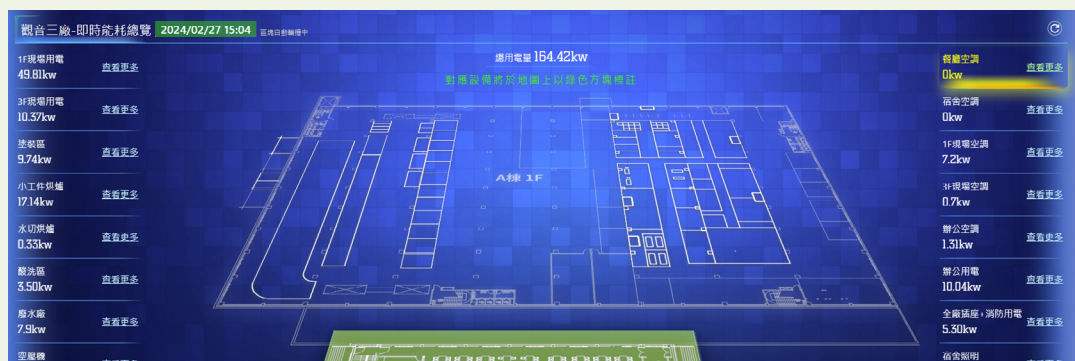 觀音三廠-即時能耗總覽 2024/02/27 15:04 區塊自動輪播中
1F現場用電
49.81kw 查看更多
3F現場用電
10.37kw 查看更多
塗裝區
9.74kw 查看更多
小工件烘爐
17.14kw 查看更多
水切烘爐
0.33kw 查看更多
酸洗區
3.50kw 查看更多
廢水廠
7.9kw 查看更多
空壓機
總用電量 164.42kw
對應設備將於地圖上以綠色方塊標註
A棟 1F
餐廳空調
0kw 查看更多
宿舍空調
0kw 查看更多
1F現場空調
7.2kw 查看更多
3F現場空調
0.7kw 查看更多
辦公空調
1.31kw 查看更多
辦公用電
10.04kw 查看更多
全廠插座、消防用電
5.30kw 查看更多
宿舍照明